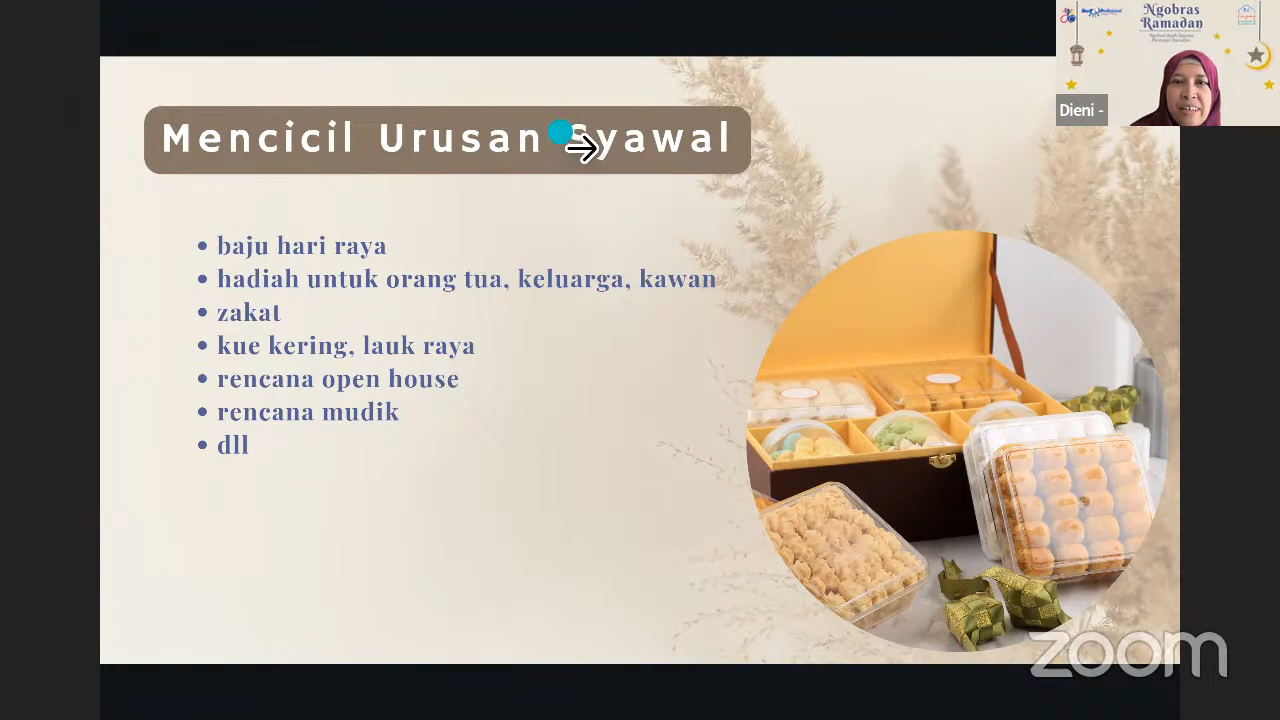 Mencicil Urusan Syawal
baju hari raya
hadiah untuk orang tua, keluarga, kawan
zakat
kue kering, lauk raya
rencana open house
rencana mudik
dll
Ngobras
Ramadan
Dieni -
zoom